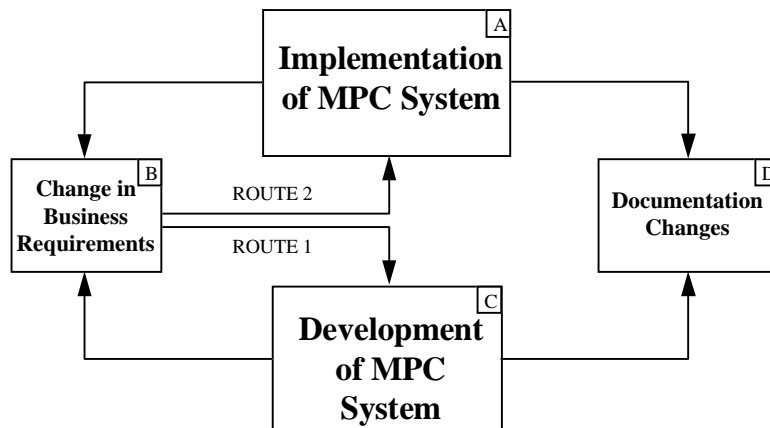 A
Implementation
of MPC System
B
Change in
Business
Requirements
ROUTE 2
ROUTE 1
D
Documentation
Changes
C
Development
of MPC
System